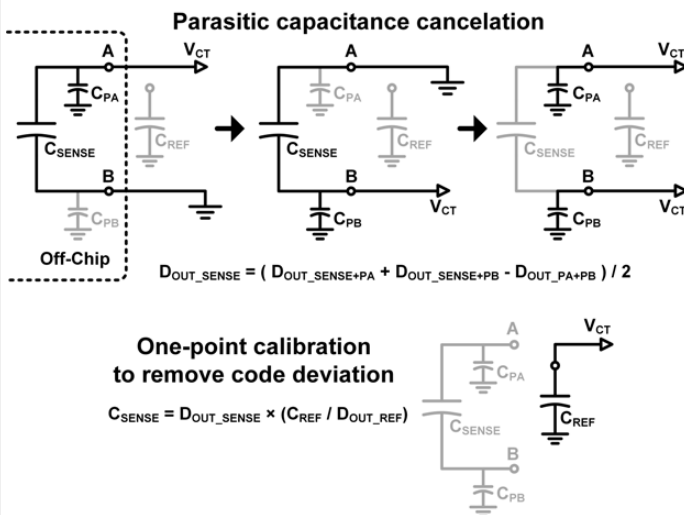 Parasitic capacitance cancelation
A
V_CT
C_PA
C_SENSE
C_REF
B
C_PB
Off-Chip
A
C_PA
C_SENSE
C_REF
B
V_CT
C_PB
A
V_CT
C_PA
C_SENSE
C_REF
B
V_CT
C_PB
D_OUT_SENSE = ( D_OUT_SENSE+PA + D_OUT_SENSE+PB - D_OUT_PA+PB ) / 2
One-point calibration
to remove code deviation
C_SENSE = D_OUT_SENSE × (C_REF / D_OUT_REF)
A
V_CT
C_PA
C_SENSE
C_REF
B
C_PB